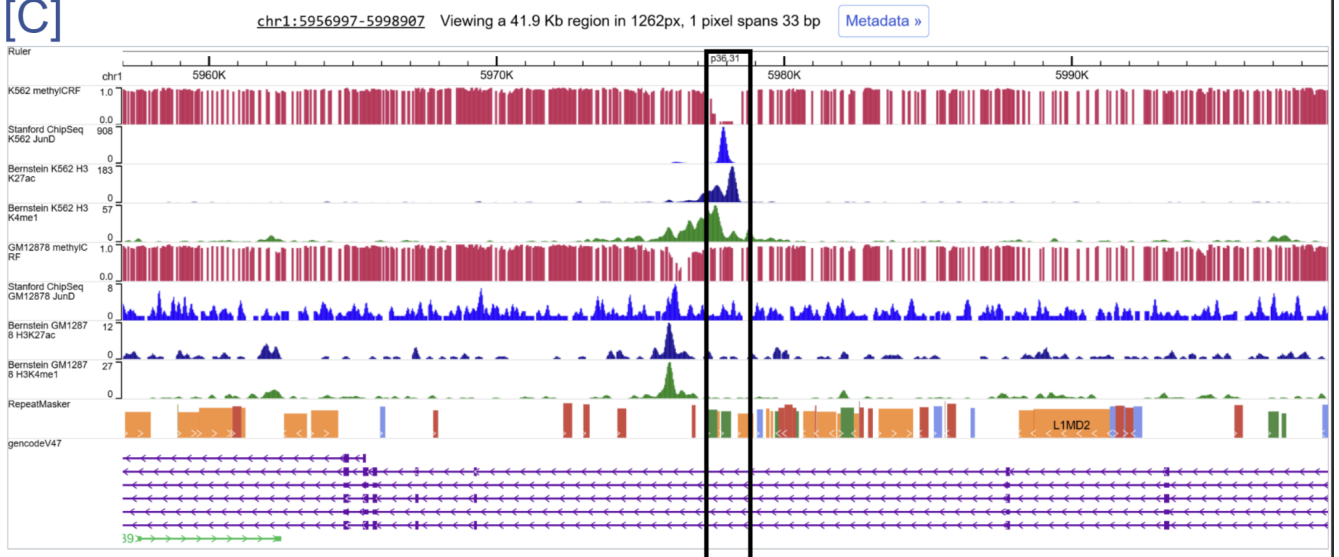 [C]
chr1:5956997-5998907 Viewing a 41.9 Kb region in 1262px, 1 pixel spans 33 bp Metadata »
Ruler
p36.31
chr1 5960K 5970K 5980K 5990K
K562 methylCRF 1.0
0.0
Stanford ChipSeq 908
K562 JunD
0
Bernstein K562 H3 183
K27ac
0
Bernstein K562 H3 57
K4me1
0
GM12878 methylC 1.0
RF
0.0
Stanford ChipSeq 8
GM12878 JunD
0
Bernstein GM1287 12
8 H3K27ac
0
Bernstein GM1287 27
8 H3K4me1
0
RepeatMasker
L1MD2
gencodeV47
39